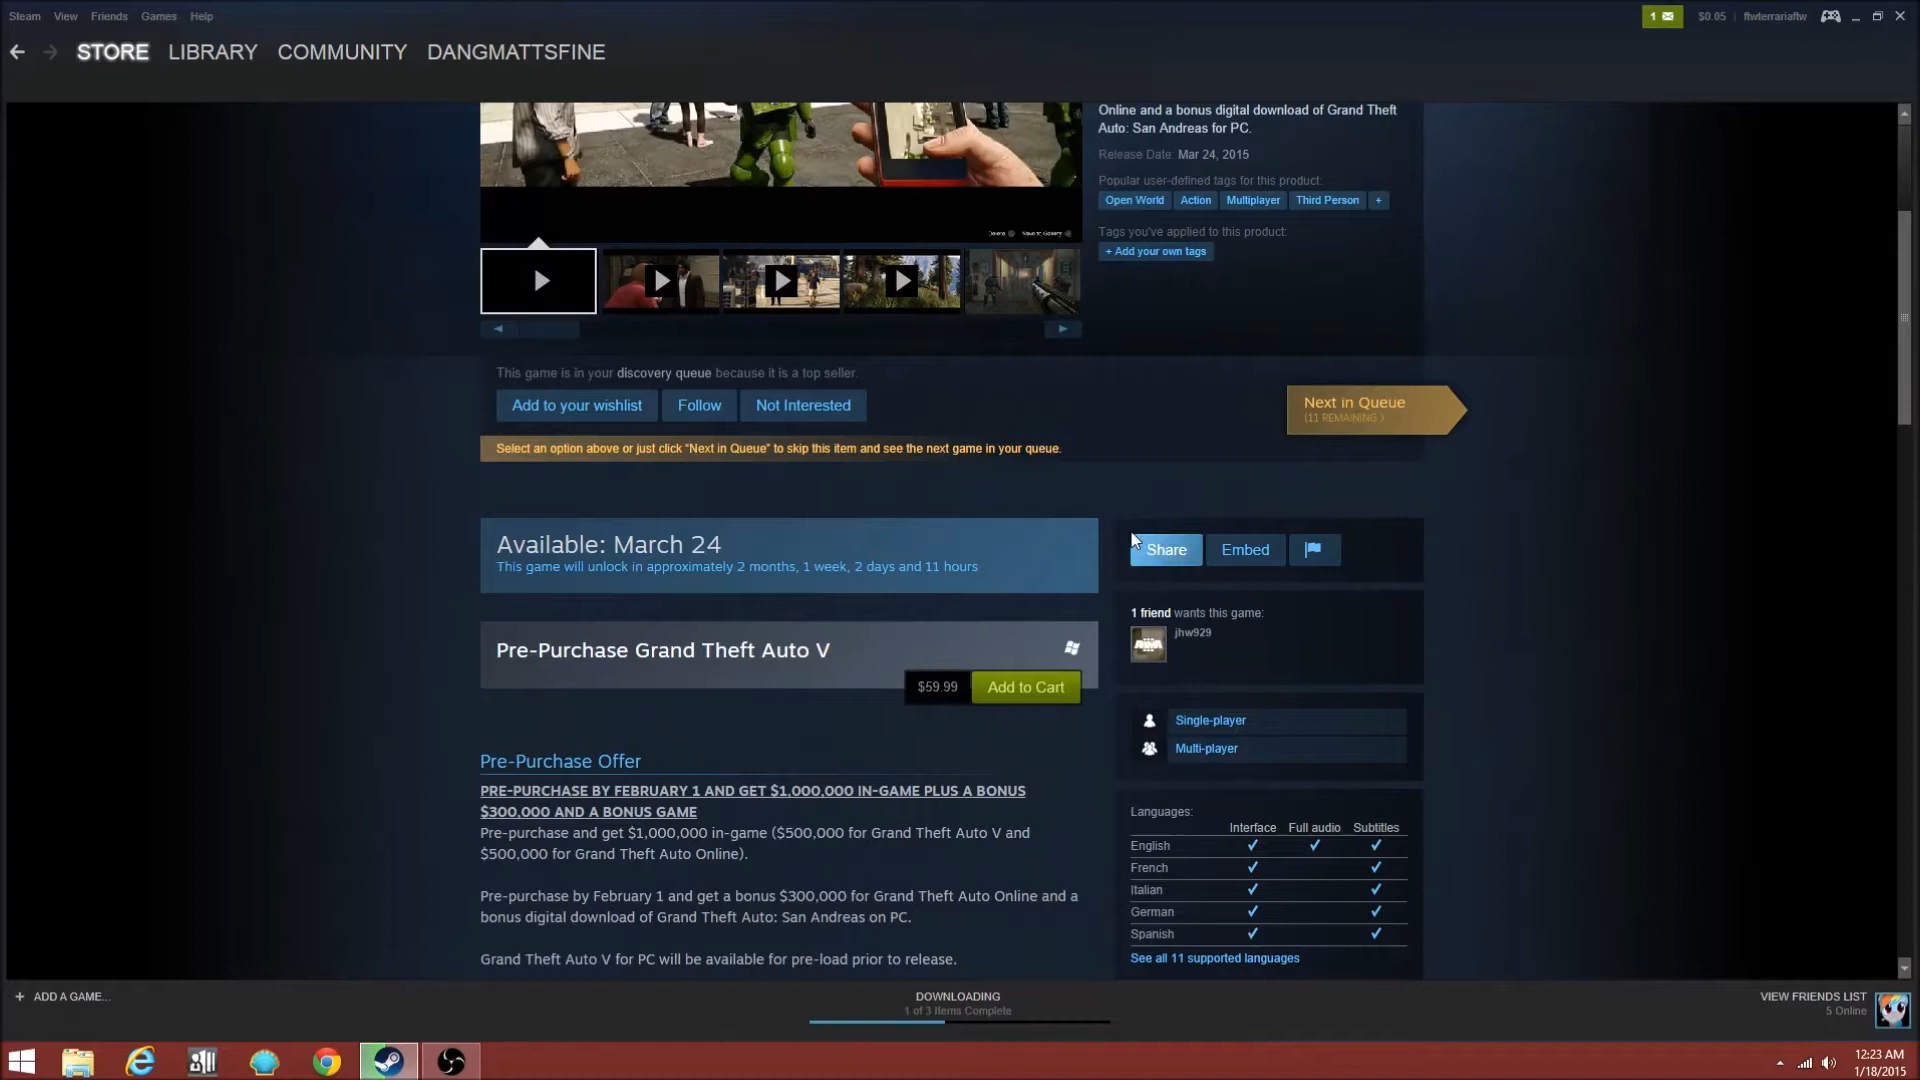 Steam View Friends Games Help
1 $0.05 ftwterrariaftw
STORE LIBRARY COMMUNITY DANGMATTSFINE
Online and a bonus digital download of Grand Theft
Auto: San Andreas for PC.
Release Date: Mar 24, 2015
Popular user-defined tags for this product:
Open World Action Multiplayer Third Person +
Tags you've applied to this product:
+ Add your own tags
Delete Save to Gallery
This game is in your discovery queue because it is a top seller.
Add to your wishlist Follow Not Interested
Next in Queue
(11 REMAINING )
Select an option above or just click "Next in Queue" to skip this item and see the next game in your queue.
Available: March 24
This game will unlock in approximately 2 months, 1 week, 2 days and 11 hours
Share Embed
1 friend wants this game:
jhw929
Pre-Purchase Grand Theft Auto V
$59.99 Add to Cart
Single-player
Multi-player
Pre-Purchase Offer
PRE-PURCHASE BY FEBRUARY 1 AND GET $1,000,000 IN-GAME PLUS A BONUS
$300,000 AND A BONUS GAME
Pre-purchase and get $1,000,000 in-game ($500,000 for Grand Theft Auto V and
$500,000 for Grand Theft Auto Online).
Pre-purchase by February 1 and get a bonus $300,000 for Grand Theft Auto Online and a
bonus digital download of Grand Theft Auto: San Andreas on PC.
Grand Theft Auto V for PC will be available for pre-load prior to release.
Languages:
Interface Full audio Subtitles
English ✓ ✓ ✓
French ✓ ✓
Italian ✓ ✓
German ✓ ✓
Spanish ✓ ✓
See all 11 supported languages
+ ADD A GAME...
DOWNLOADING
1 of 3 Items Complete
VIEW FRIENDS LIST
5 Online
12:23 AM
1/18/2015